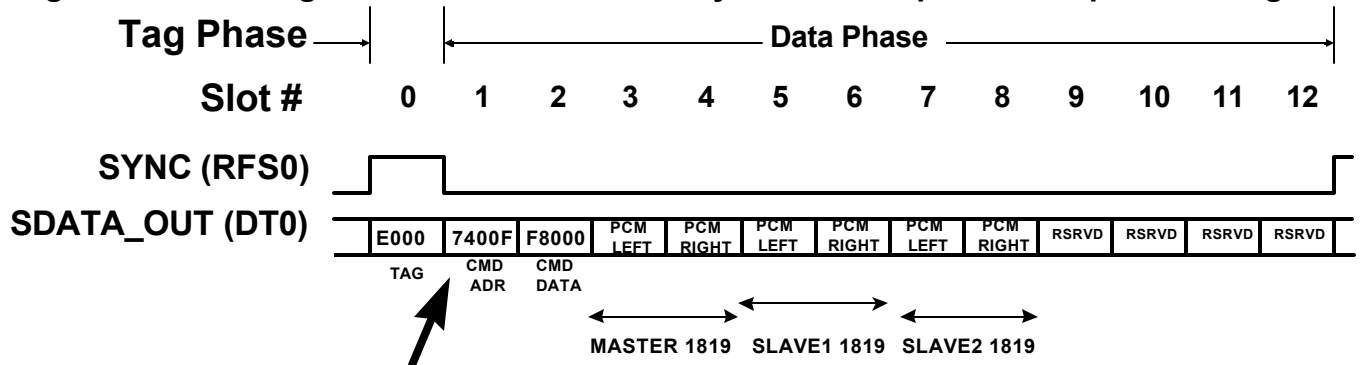 Tag Phase Data Phase
Slot # 0 1 2 3 4 5 6 7 8 9 10 11 12
SYNC (RFS0)
SDATA_OUT (DT0) E000 7400F F8000 PCM LEFT PCM RIGHT PCM LEFT PCM RIGHT PCM LEFT PCM RIGHT RSRVD RSRVD RSRVD RSRVD
TAG CMD ADR CMD DATA
MASTER 1819 SLAVE1 1819 SLAVE2 1819